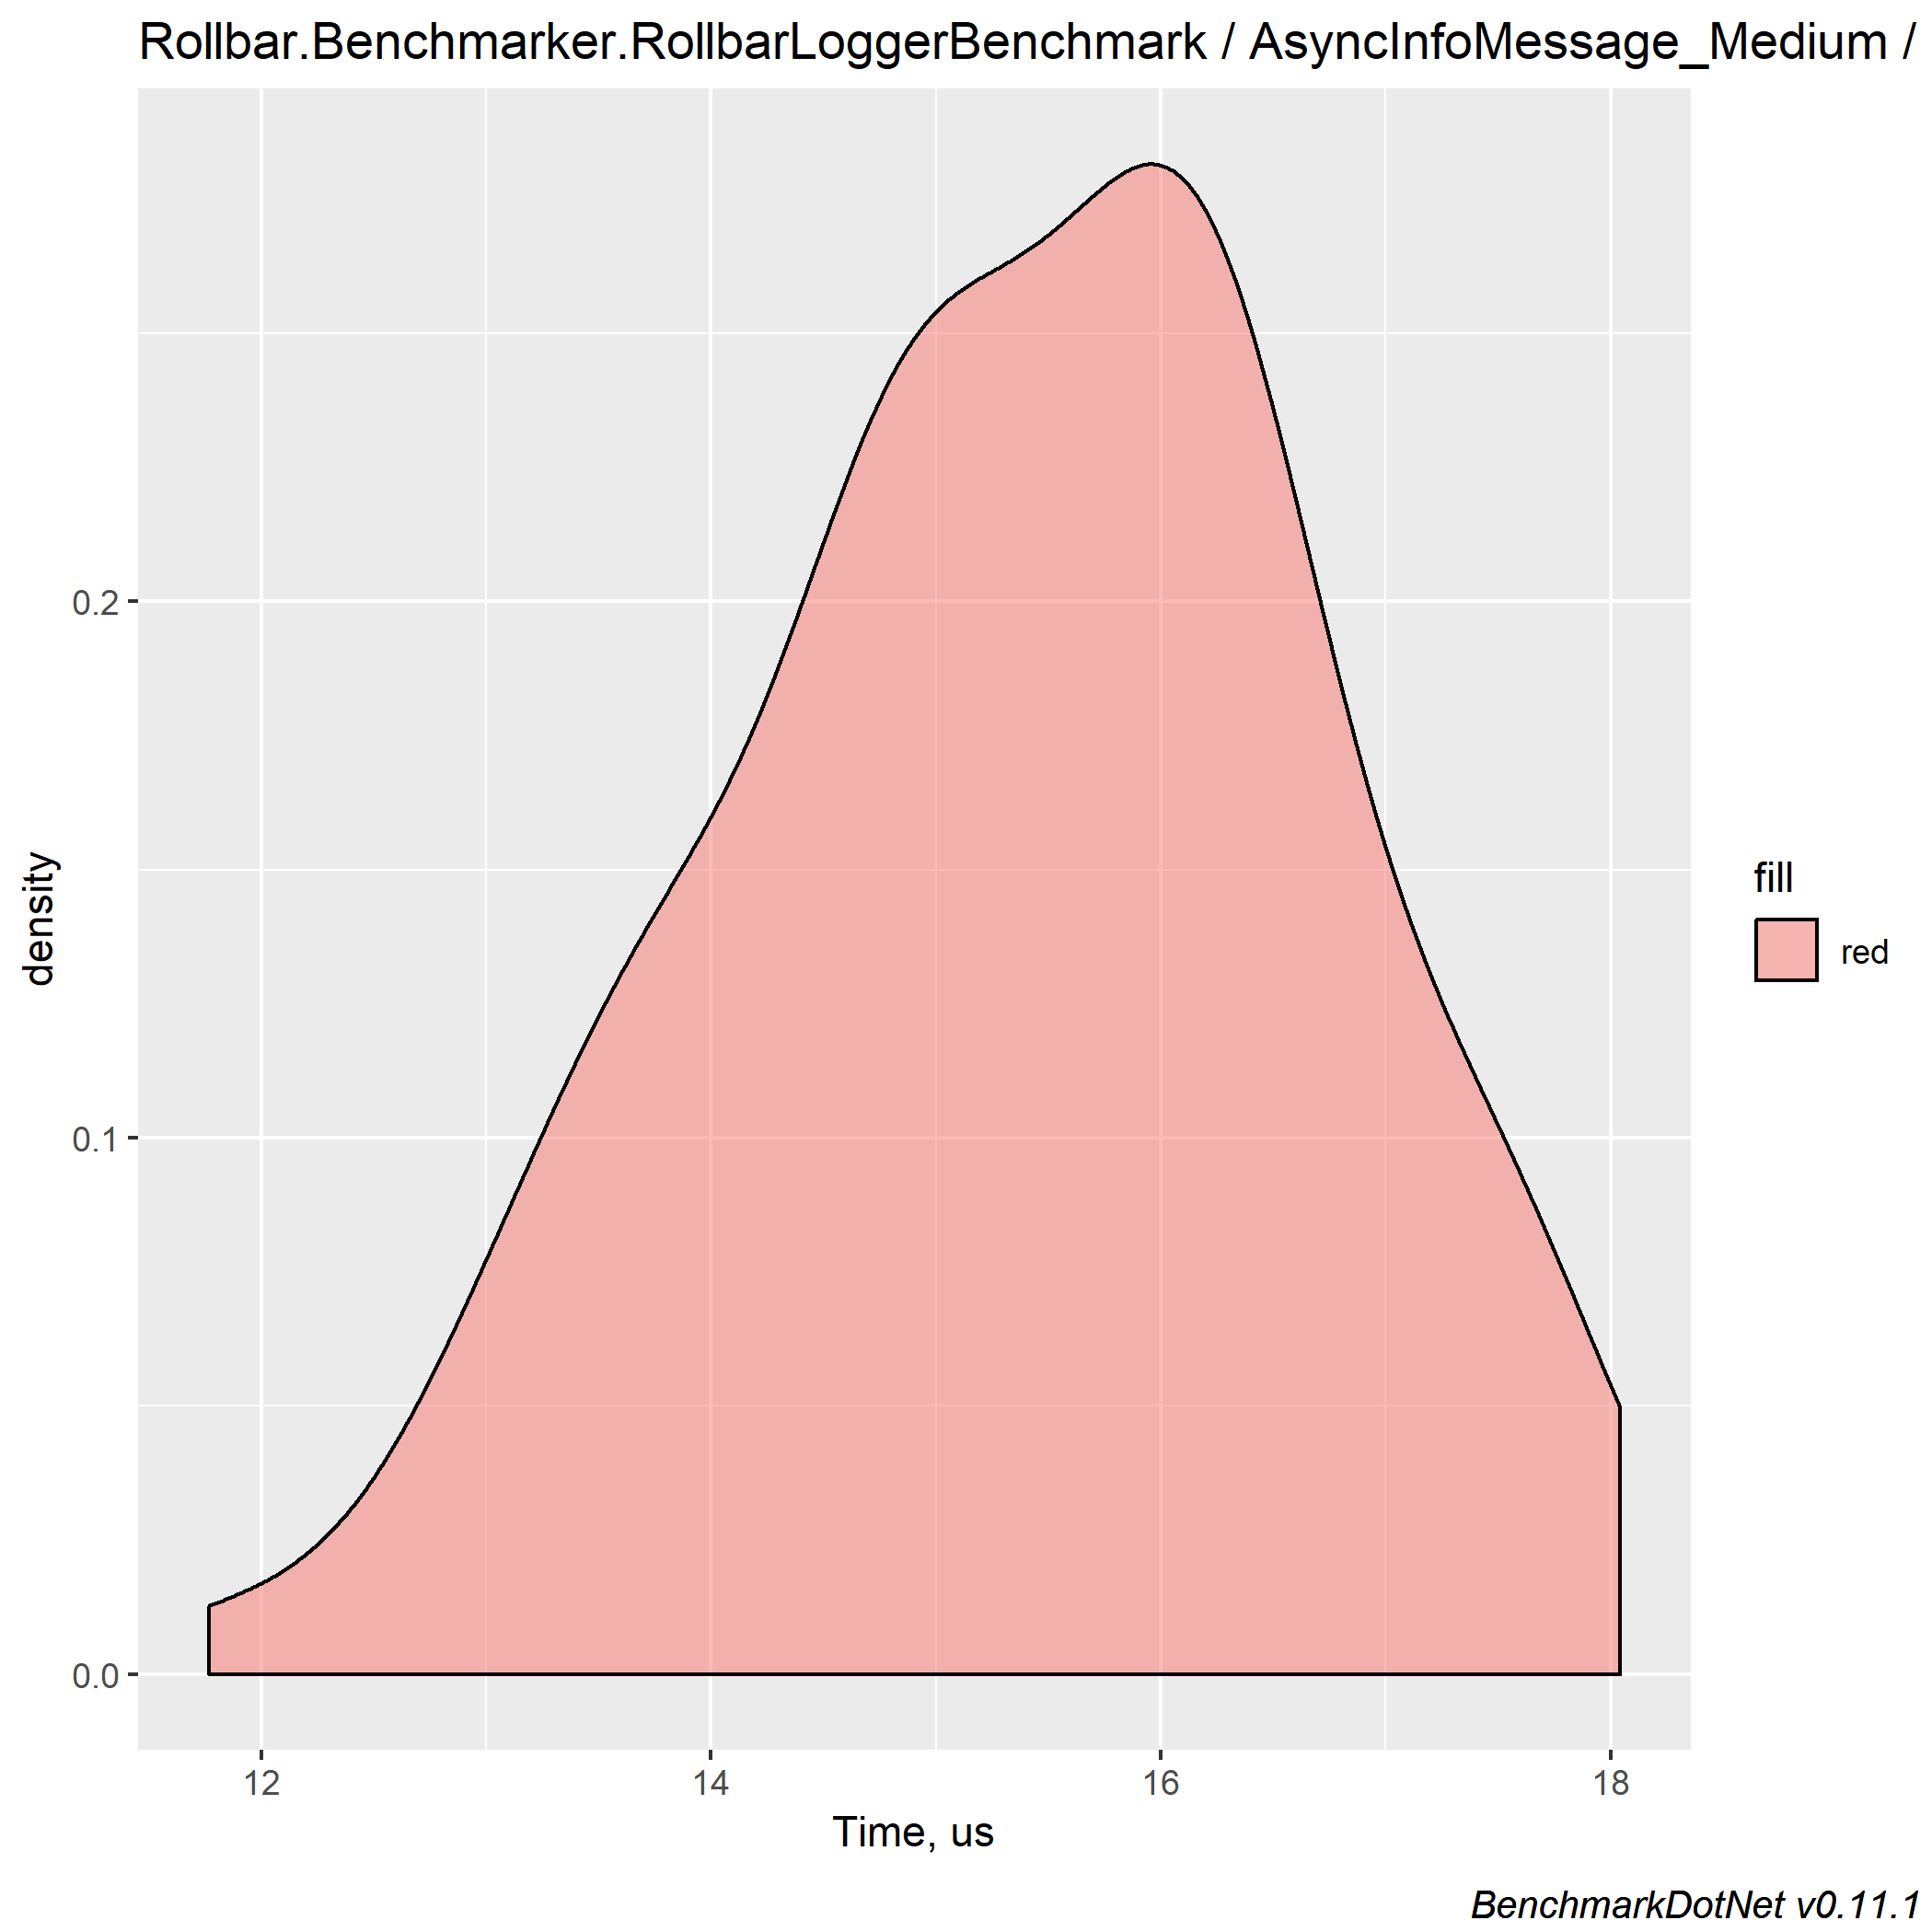 Rollbar.Benchmarker.RollbarLoggerBenchmark / AsyncInfoMessage_Medium /
density
0.2
0.1
0.0
12 14 16 18
Time, us
fill
red
BenchmarkDotNet v0.11.1